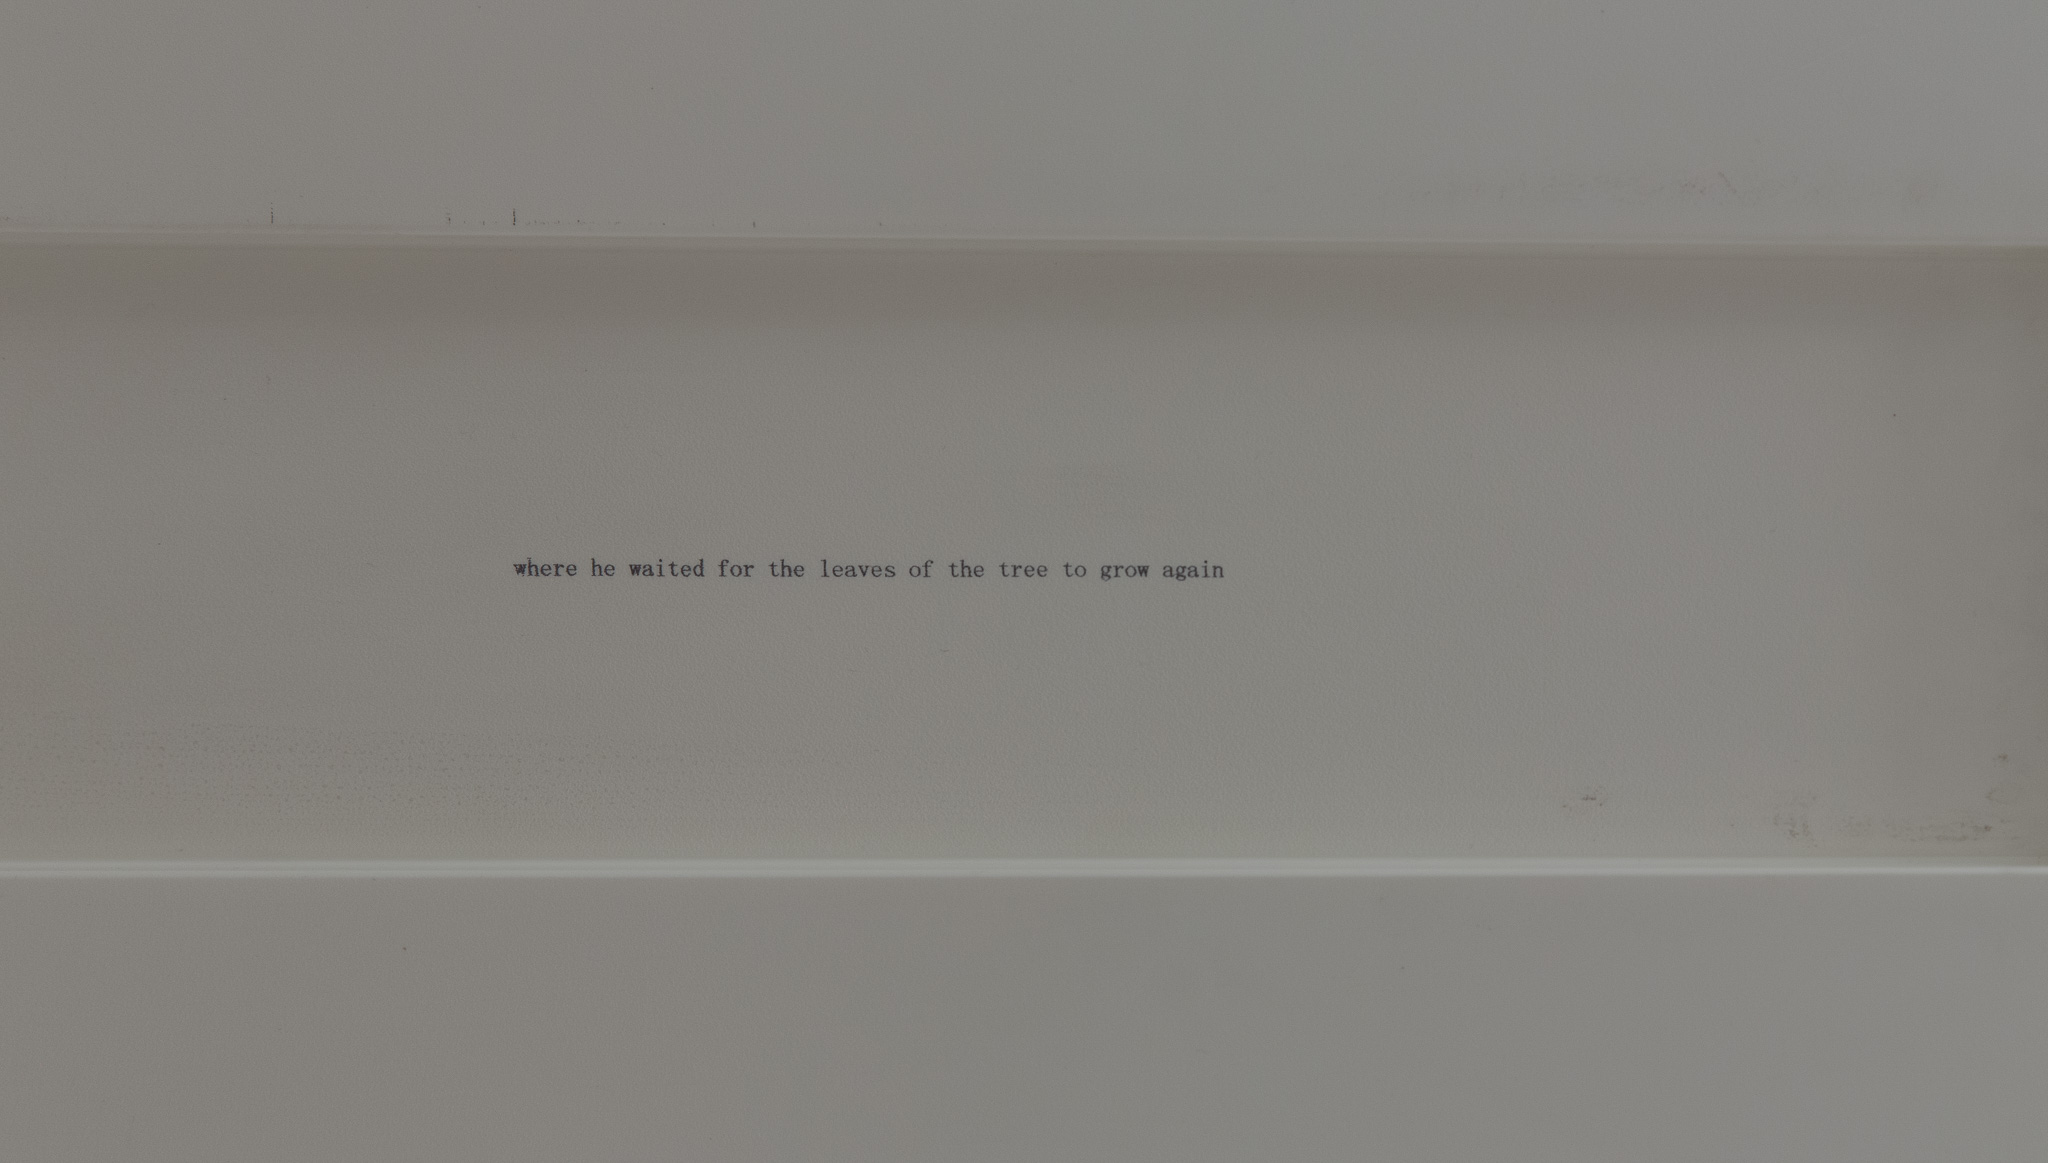 where he waited for the leaves of the tree to grow again